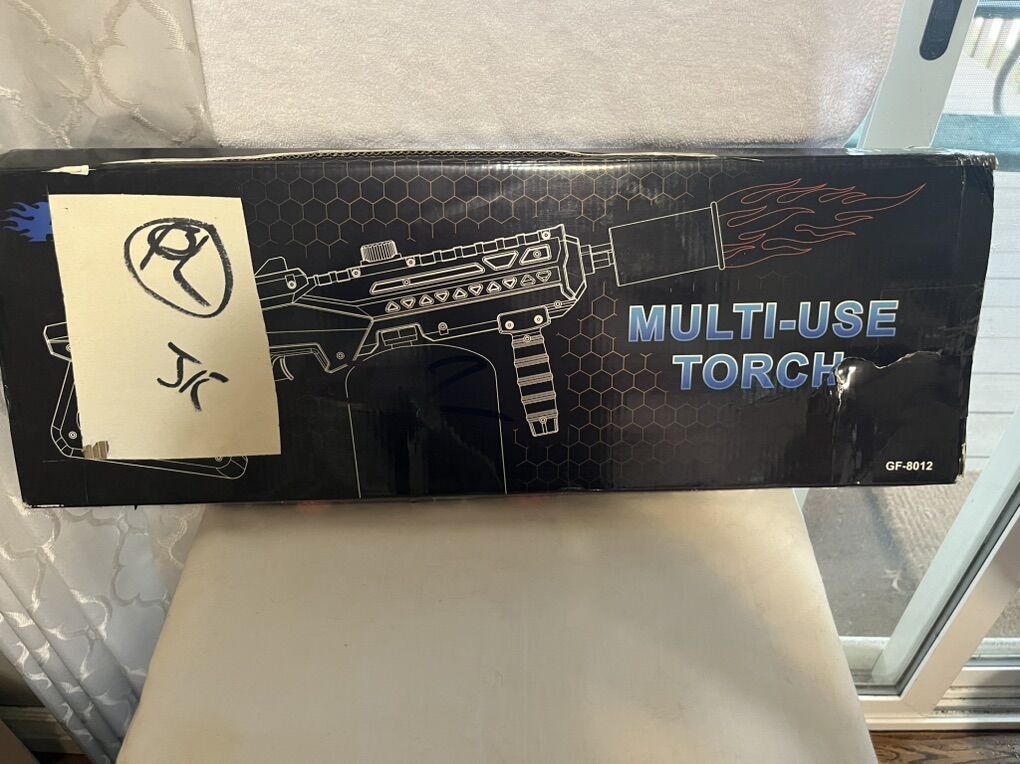 MULTI-USE
TORCH
GF-8012